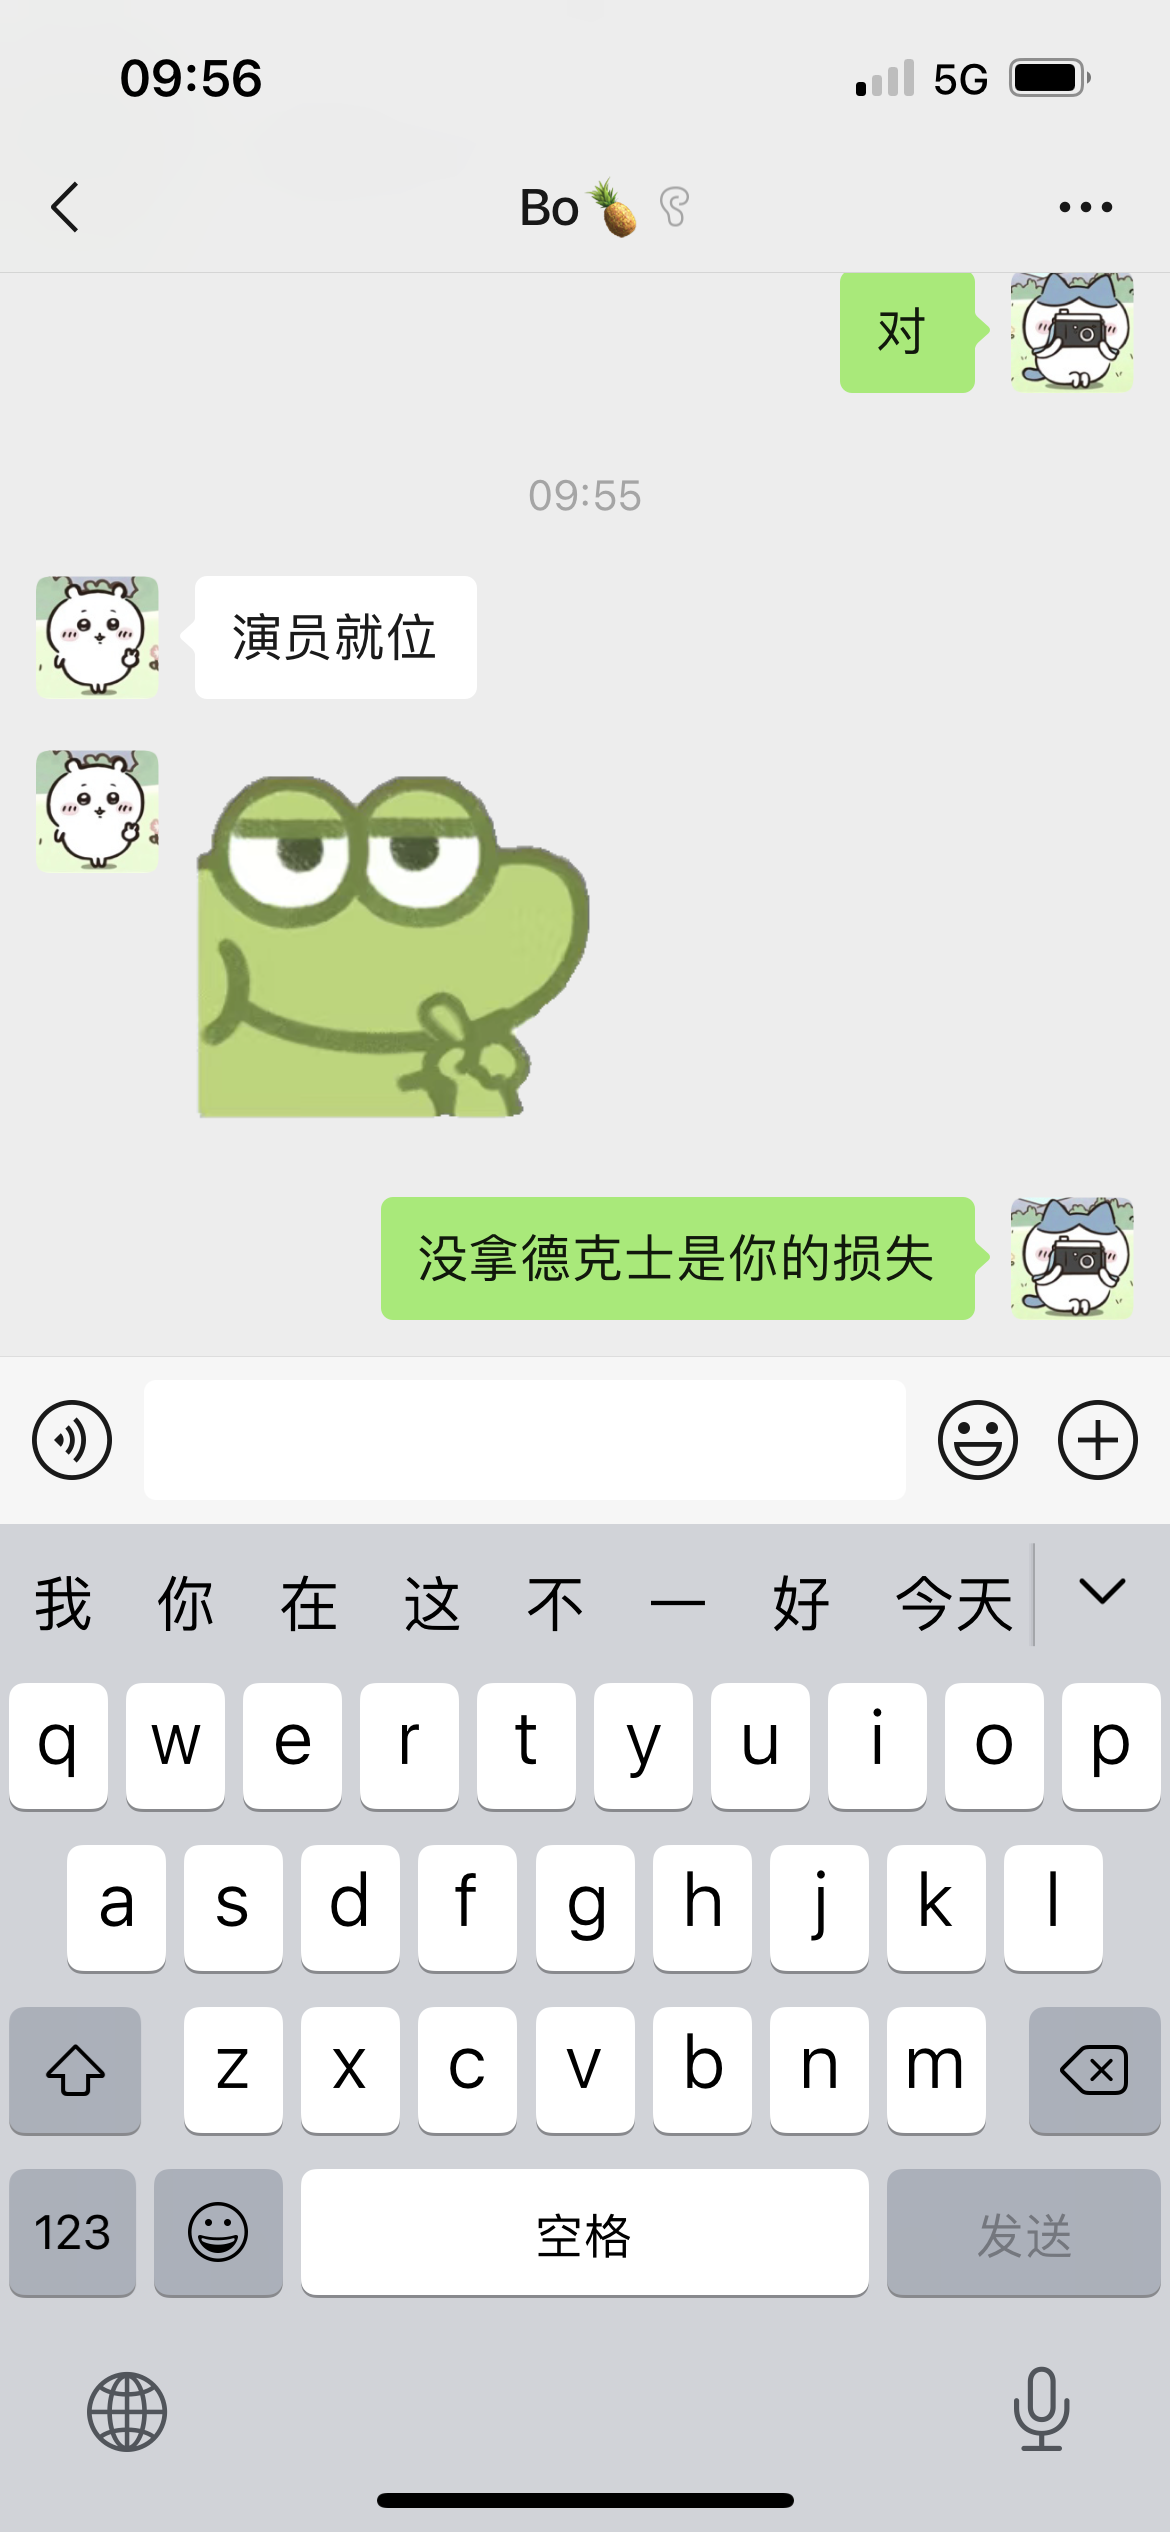 09:56
5G
Bo🍍
对
09:55
演员就位
没拿德克士是你的损失
我 你 在 这 不 一 好 今天
q w e r t y u i o p
a s d f g h j k l
z x c v b n m
123 空格 发送